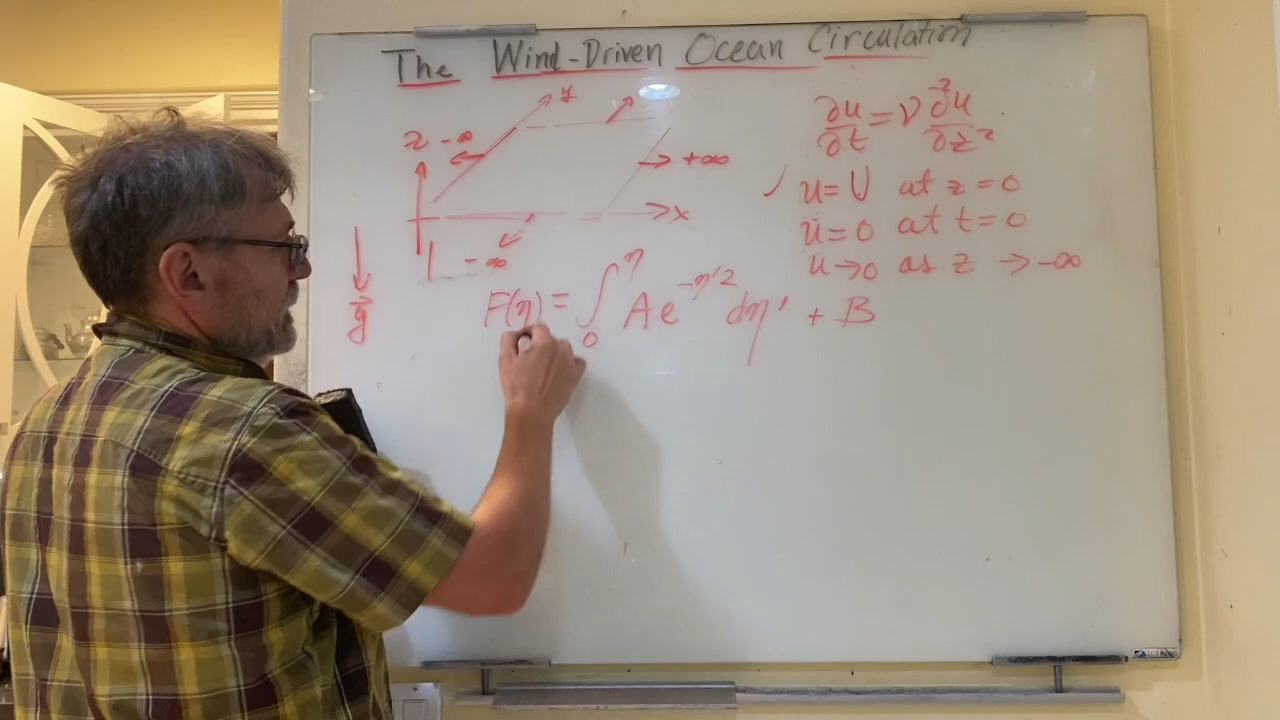 The Wind-Driven Ocean Circulation
y
z -∞
→ +∞
x
-∞
g⃗
∂u/∂t = ν ∂²u/∂z²
✓ u = U at z = 0
u = 0 at t = 0
u → 0 as z → -∞
F(η) = ∫₀^η A e^(-η'²) dη' + B